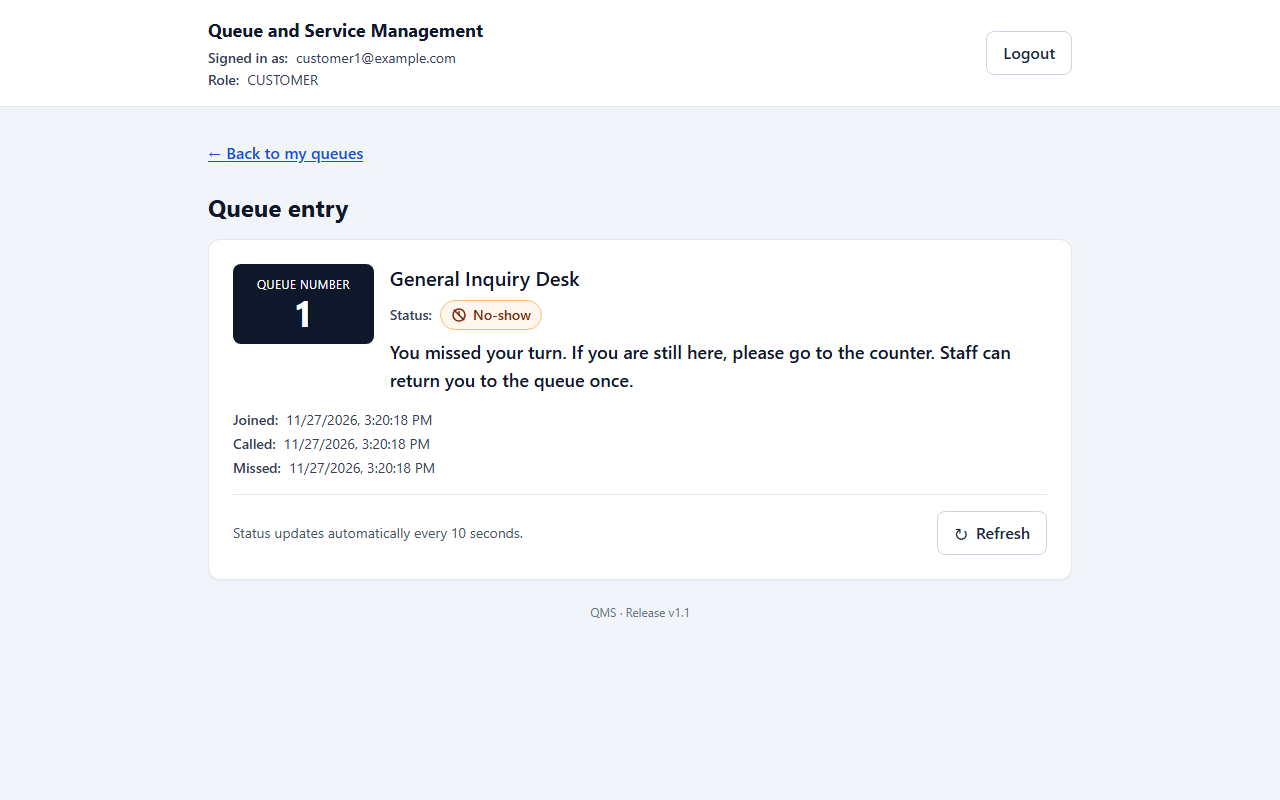 Queue and Service Management
Signed in as: customer1@example.com
Role: CUSTOMER
Logout
← Back to my queues
Queue entry
QUEUE NUMBER
1
General Inquiry Desk
Status: No-show
You missed your turn. If you are still here, please go to the counter. Staff can
return you to the queue once.
Joined: 11/27/2026, 3:20:18 PM
Called: 11/27/2026, 3:20:18 PM
Missed: 11/27/2026, 3:20:18 PM
Status updates automatically every 10 seconds.
↻ Refresh
QMS · Release v1.1